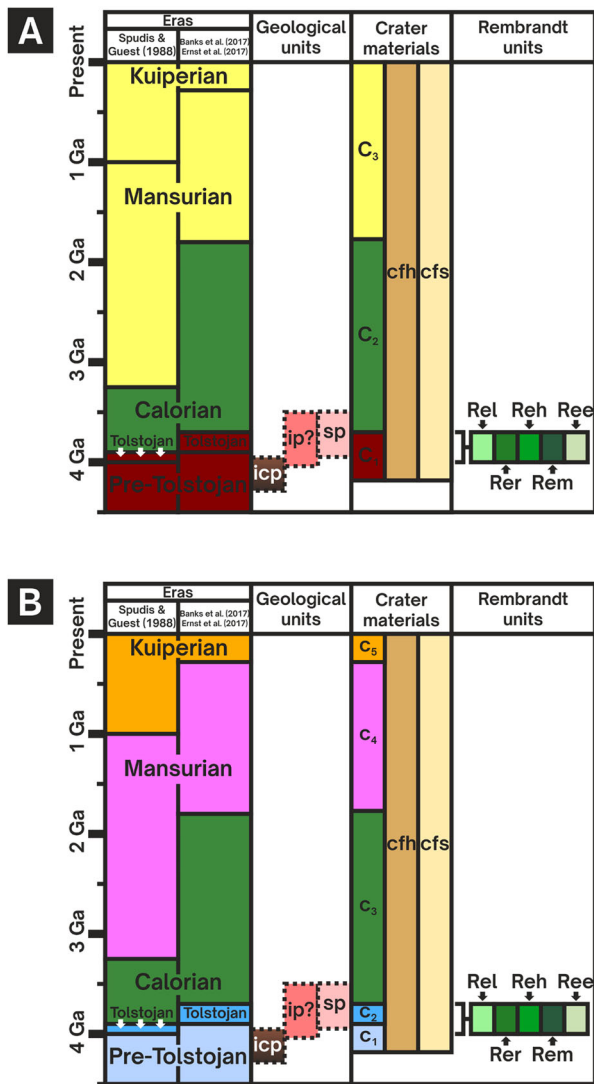 A
Eras
Spudis & Guest (1988)
Banks et al. (2017)
Ernst et al. (2017)
Geological units
Crater materials
Rembrandt units
Present
1 Ga
2 Ga
3 Ga
4 Ga
Kuiperian
Mansurian
Calorian
Tolstojan
Tolstojan
Pre-Tolstojan
icp
ip?
sp
C₃
C₂
C₁
cfh
cfs
Rel
Reh
Ree
Rer
Rem
B
Eras
Spudis & Guest (1988)
Banks et al. (2017)
Ernst et al. (2017)
Geological units
Crater materials
Rembrandt units
Present
1 Ga
2 Ga
3 Ga
4 Ga
Kuiperian
Mansurian
Calorian
Tolstojan
Tolstojan
Pre-Tolstojan
icp
ip?
sp
C₅
C₄
C₃
C₂
C₁
cfh
cfs
Rel
Reh
Ree
Rer
Rem